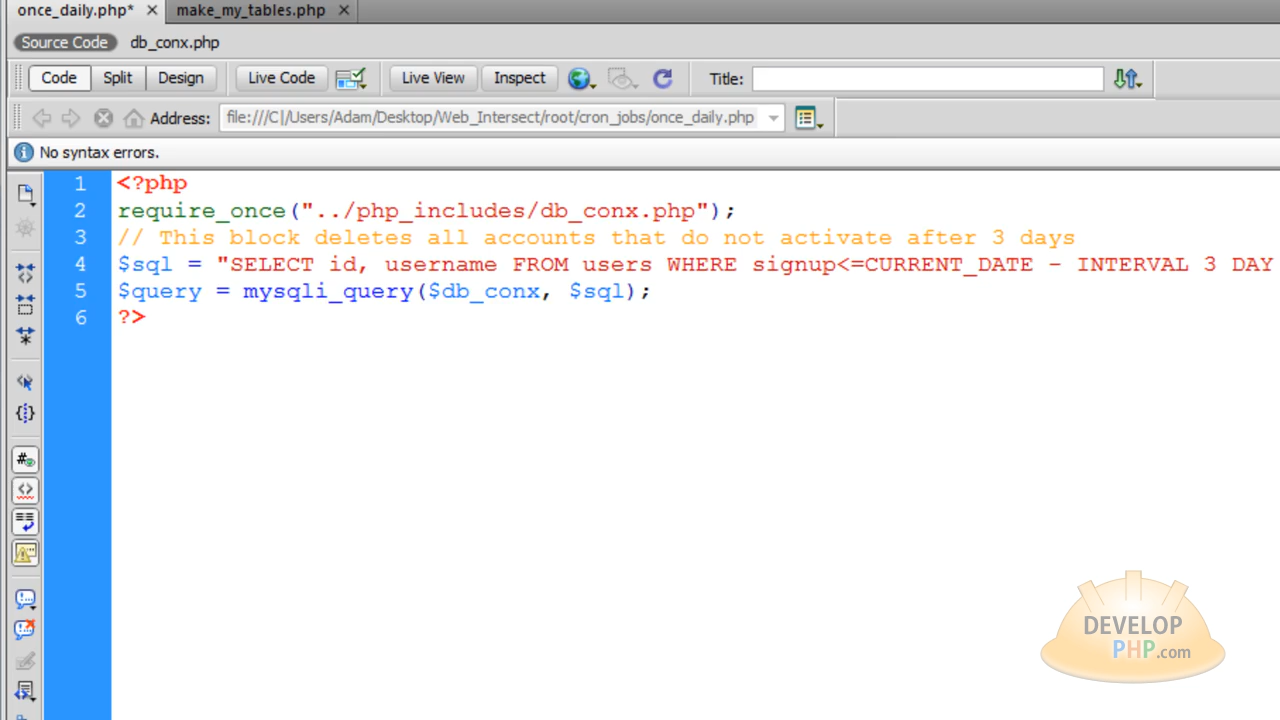 once_daily.php* make_my_tables.php
Source Code db_conx.php
Code Split Design Live Code Live View Inspect Title:
Address: file:///C|/Users/Adam/Desktop/Web_Intersect/root/cron_jobs/once_daily.php
No syntax errors.
1 <?php
2 require_once("../php_includes/db_conx.php");
3 // This block deletes all accounts that do not activate after 3 days
4 $sql = "SELECT id, username FROM users WHERE signup<=CURRENT_DATE - INTERVAL 3 DAY
5 $query = mysqli_query($db_conx, $sql);
6 ?>
DEVELOP
PHP.com